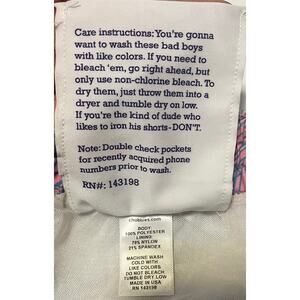 Care instructions: You're gonna
want to wash these bad boys
with like colors. If you need to
bleach 'em, go right ahead, but
only use non-chlorine bleach. To
dry them, just throw them into a
dryer and tumble dry on low.
If you're the kind of dude who
likes to iron his shorts-DON'T.
Note: Double check pockets
for recently acquired phone
numbers prior to wash.
RN#: 143198
chubbies.com
BODY:
100% POLYESTER
LINING:
79% NYLON
21% SPANDEX
MACHINE WASH
COLD WITH
LIKE COLORS
DO NOT BLEACH
TUMBLE DRY LOW
MADE IN USA
RN 143198